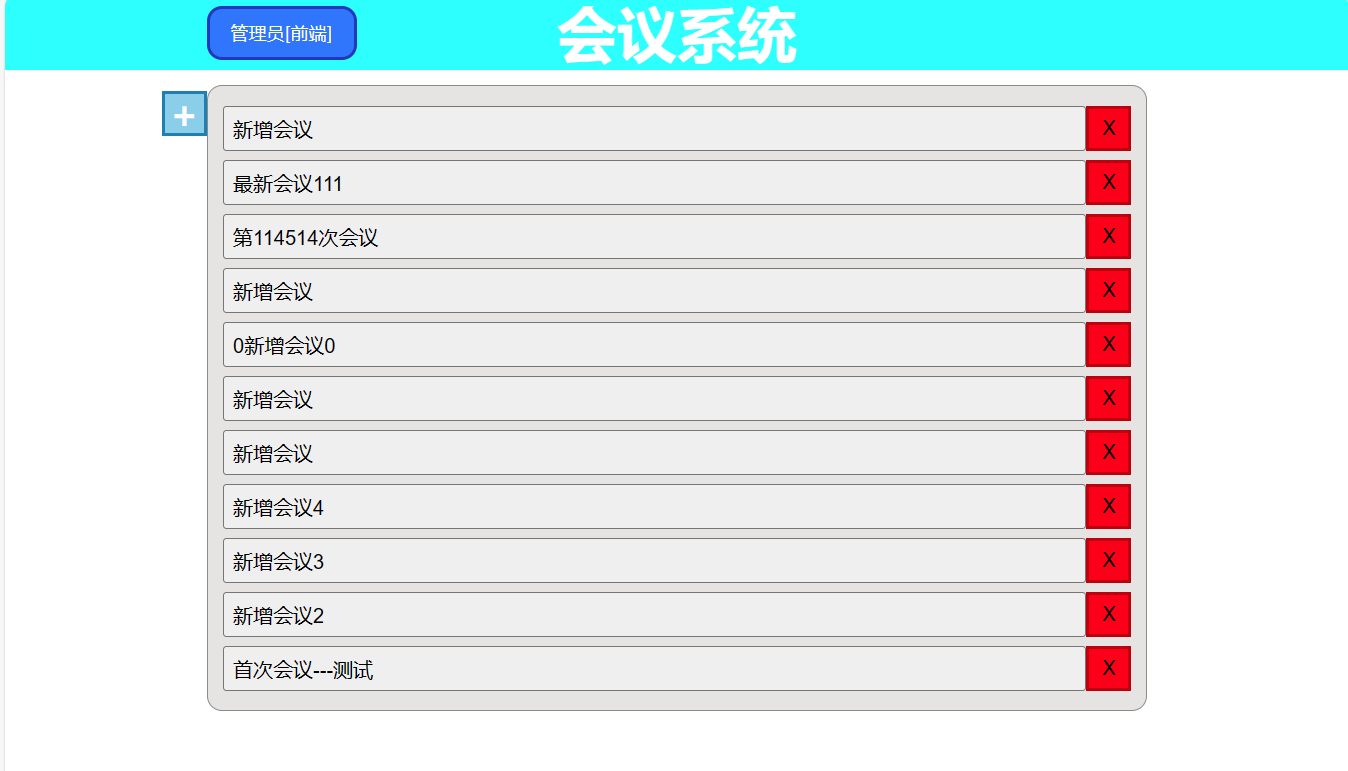 管理员[前端]
会议系统
+
新增会议 X
最新会议111 X
第114514次会议 X
新增会议 X
0新增会议0 X
新增会议 X
新增会议 X
新增会议4 X
新增会议3 X
新增会议2 X
首次会议---测试 X